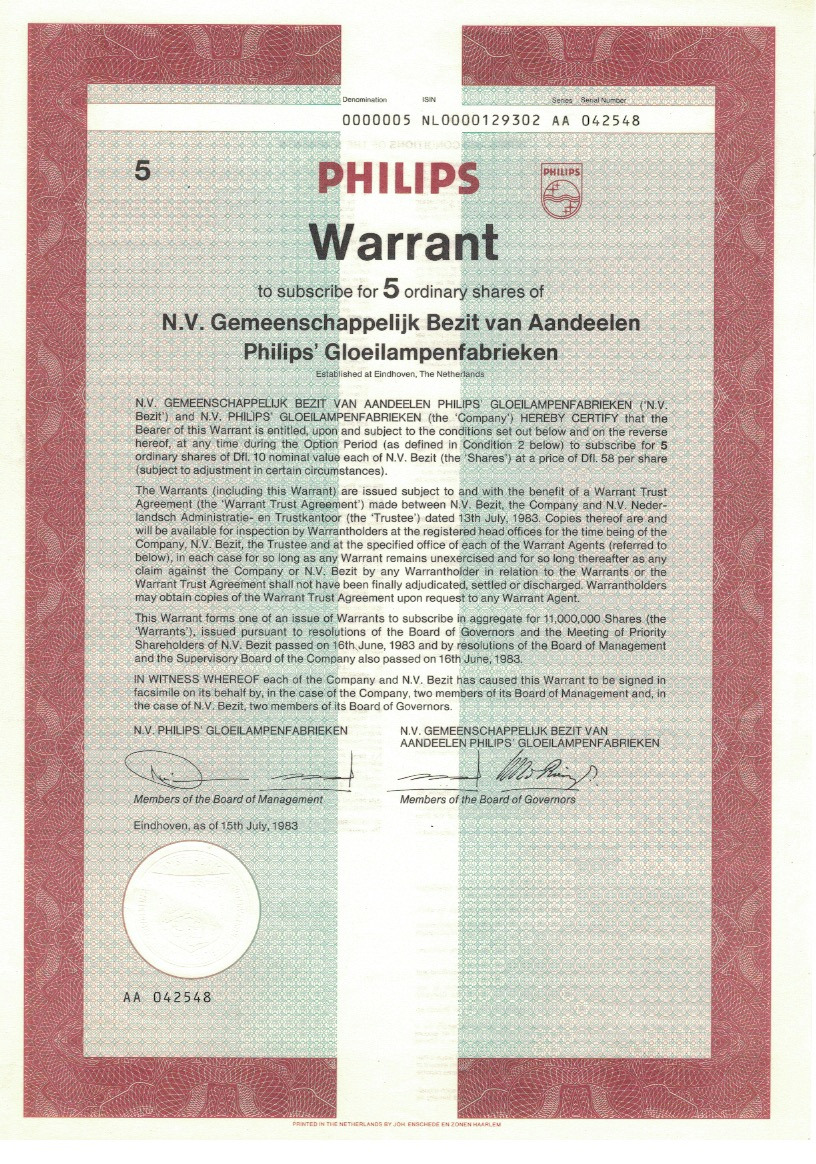 Denomination ISIN Series Serial Number
0000005 NL0000129302 AA 042548
5
PHILIPS
PHILIPS
Warrant
to subscribe for 5 ordinary shares of
N.V. Gemeenschappelijk Bezit van Aandeelen
Philips' Gloeilampenfabrieken
Established at Eindhoven, The Netherlands
N.V. GEMEENSCHAPPELIJK BEZIT VAN AANDEELEN PHILIPS' GLOEILAMPENFABRIEKEN ('N.V.
Bezit') and N.V. PHILIPS' GLOEILAMPENFABRIEKEN (the 'Company') HEREBY CERTIFY that the
Bearer of this Warrant is entitled, upon and subject to the conditions set out below and on the reverse
hereof, at any time during the Option Period (as defined in Condition 2 below) to subscribe for 5
ordinary shares of Dfl. 10 nominal value each of N.V. Bezit (the 'Shares') at a price of Dfl. 58 per share
(subject to adjustment in certain circumstances).
The Warrants (including this Warrant) are issued subject to and with the benefit of a Warrant Trust
Agreement (the 'Warrant Trust Agreement') made between N.V. Bezit, the Company and N.V. Neder-
landsch Administratie- en Trustkantoor (the 'Trustee') dated 13th July, 1983. Copies thereof are and
will be available for inspection by Warrantholders at the registered head offices for the time being of the
Company, N.V. Bezit, the Trustee and at the specified office of each of the Warrant Agents (referred to
below), in each case for so long as any Warrant remains unexercised and for so long thereafter as any
claim against the Company or N.V. Bezit by any Warrantholder in relation to the Warrants or the
Warrant Trust Agreement shall not have been finally adjudicated, settled or discharged. Warrantholders
may obtain copies of the Warrant Trust Agreement upon request to any Warrant Agent.
This Warrant forms one of an issue of Warrants to subscribe in aggregate for 11,000,000 Shares (the
'Warrants'), issued pursuant to resolutions of the Board of Governors and the Meeting of Priority
Shareholders of N.V. Bezit passed on 16th June, 1983 and by resolutions of the Board of Management
and the Supervisory Board of the Company also passed on 16th June, 1983.
IN WITNESS WHEREOF each of the Company and N.V. Bezit has caused this Warrant to be signed in
facsimile on its behalf by, in the case of the Company, two members of its Board of Management and, in
the case of N.V. Bezit, two members of its Board of Governors.
N.V. PHILIPS' GLOEILAMPENFABRIEKEN
N.V. GEMEENSCHAPPELIJK BEZIT VAN
AANDEELEN PHILIPS' GLOEILAMPENFABRIEKEN
Members of the Board of Management
Members of the Board of Governors
Eindhoven, as of 15th July, 1983
AA 042548
PRINTED IN THE NETHERLANDS BY JOH. ENSCHEDE EN ZONEN HAARLEM